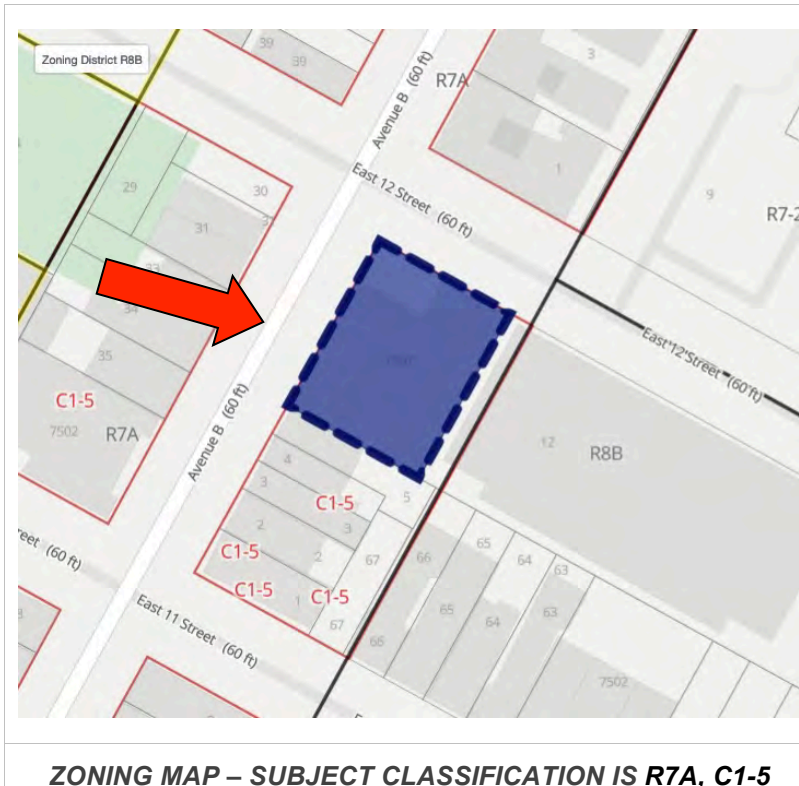 39
39
3
Zoning District R8B
Avenue B (60 ft)
R7A
East 12 Street (60 ft)
1
9
R7-2
29
30
31
34
35
C1-5
7502
R7A
Avenue B (60 ft)
East 12 Street (60 ft)
12
R8B
4
3
C1-5
3
5
2
C1-5
2
67
66
65
64
63
C1-5
1
C1-5
67
65
64
63
66
East 11 Street (60 ft)
7502
ZONING MAP – SUBJECT CLASSIFICATION IS R7A, C1-5